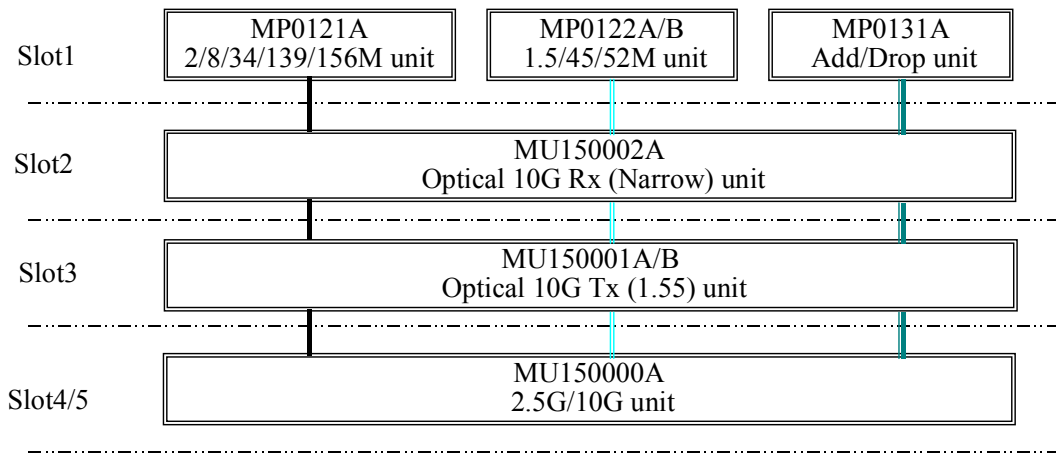 Slot1
MP0121A
2/8/34/139/156M unit
MP0122A/B
1.5/45/52M unit
MP0131A
Add/Drop unit
Slot2
MU150002A
Optical 10G Rx (Narrow) unit
Slot3
MU150001A/B
Optical 10G Tx (1.55) unit
Slot4/5
MU150000A
2.5G/10G unit